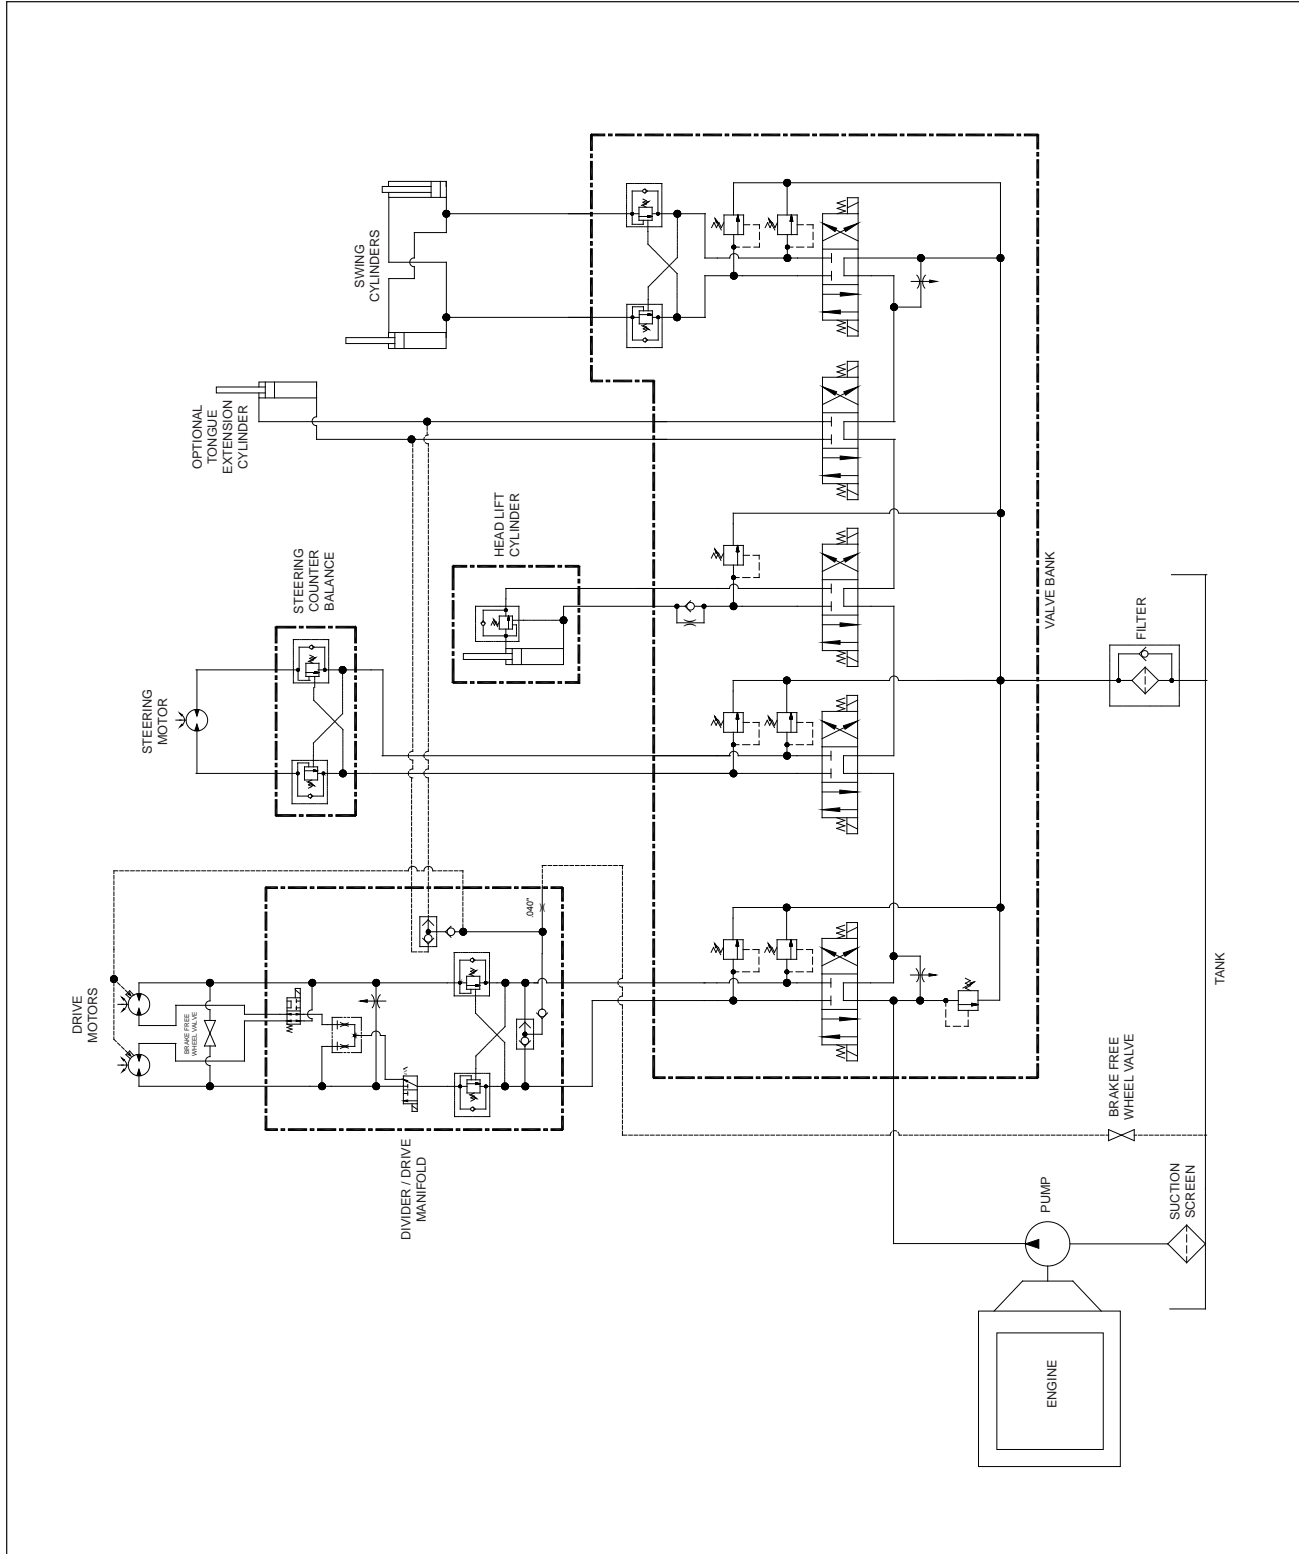 SWING
CYLINDERS
OPTIONAL
TONGUE
EXTENSION
CYLINDER
HEAD LIFT
CYLINDER
STEERING
COUNTER
BALANCE
STEERING
MOTOR
DRIVE
MOTORS
BRAKE FREE
WHEEL VALVE
.040"
DIVIDER / DRIVE
MANIFOLD
VALVE BANK
FILTER
TANK
BRAKE FREE
WHEEL VALVE
SUCTION
SCREEN
PUMP
ENGINE